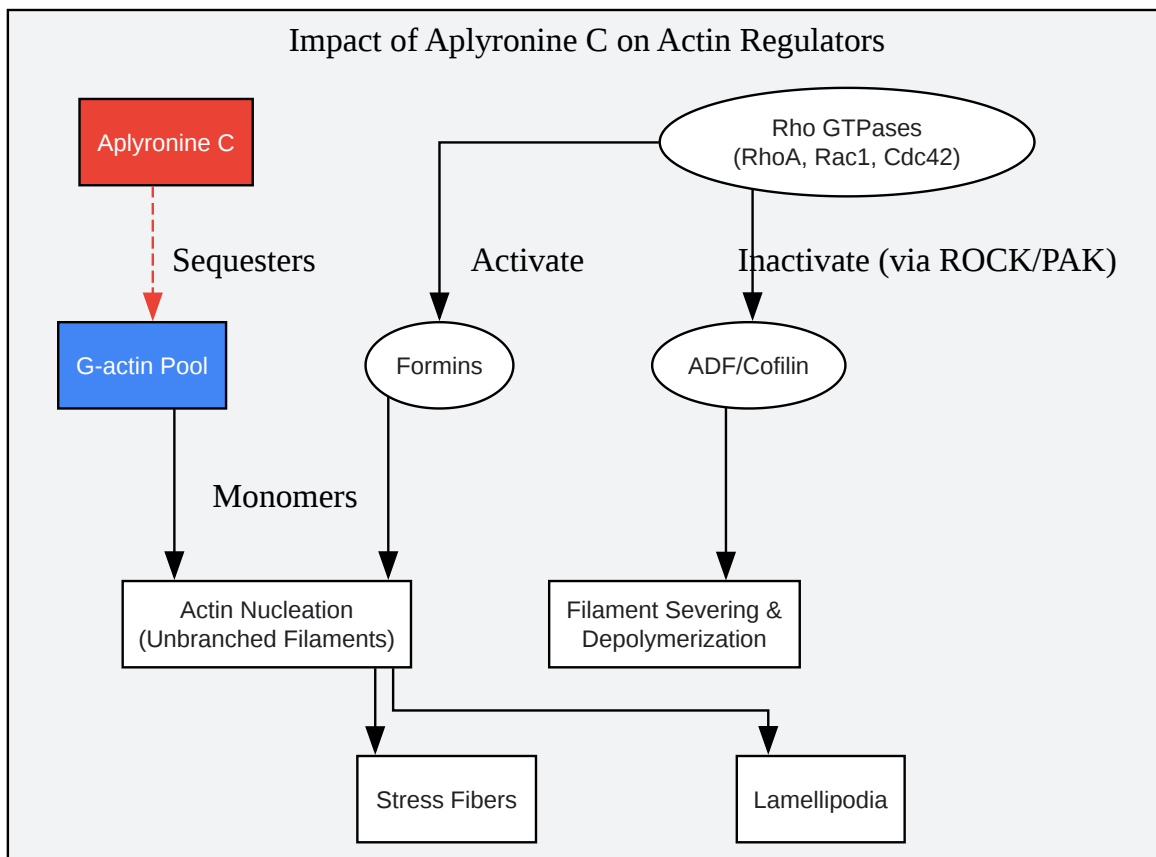 Impact of Aplyronine C on Actin Regulators
Aplyronine C
Rho GTPases
(RhoA, Rac1, Cdc42)
Sequesters
Activate
Inactivate (via ROCK/PAK)
G-actin Pool
Formins
ADF/Cofilin
Monomers
Actin Nucleation
(Unbranched Filaments)
Filament Severing &
Depolymerization
Stress Fibers
Lamellipodia